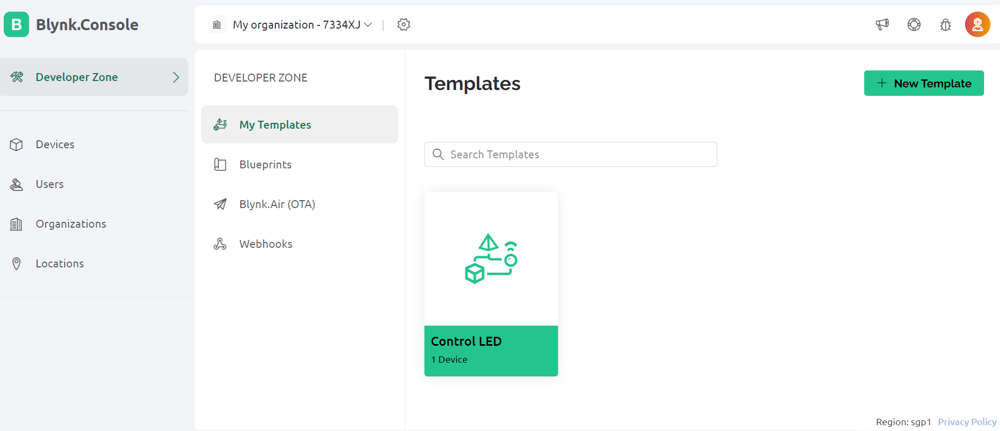 B Blynk.Console
My organization - 7334XJ
Developer Zone
Devices
Users
Organizations
Locations
DEVELOPER ZONE
My Templates
Blueprints
Blynk.Air (OTA)
Webhooks
Templates
New Template
Search Templates
Control LED
1 Device
Region: sgp1 Privacy Policy